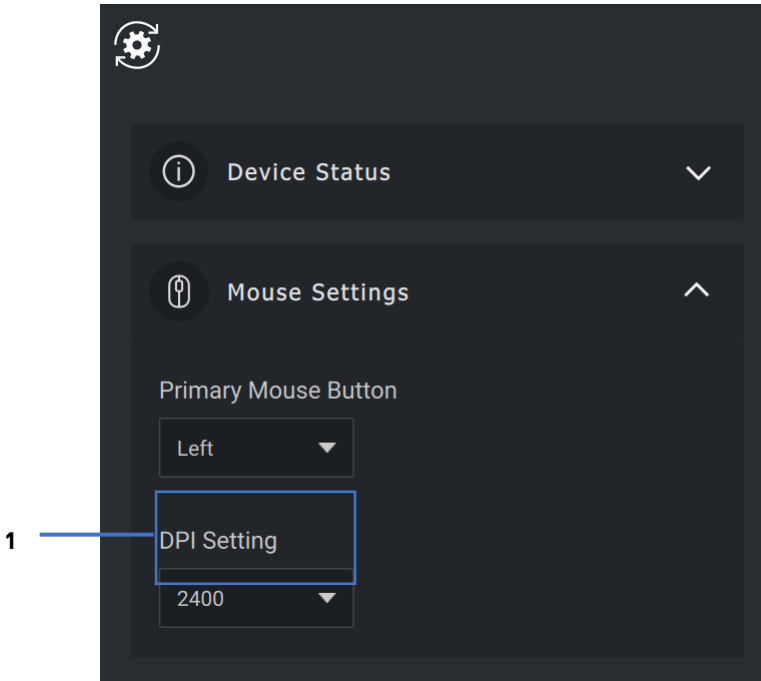 Device Status
Mouse Settings
Primary Mouse Button
Left
1
DPI Setting
2400